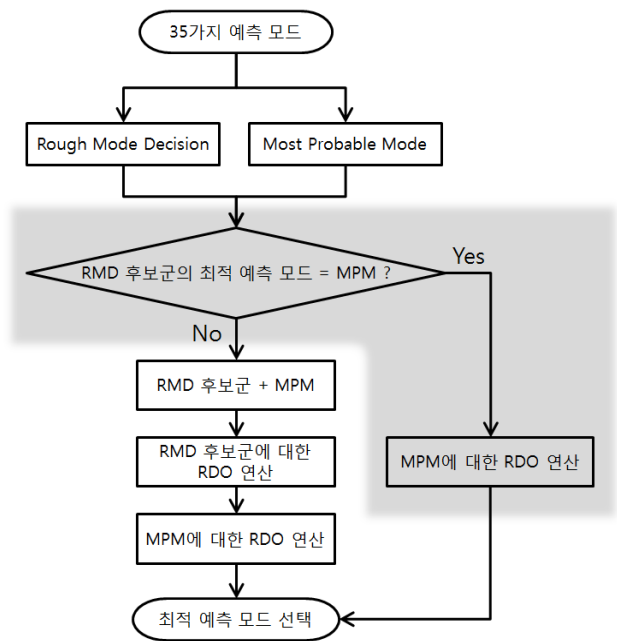 35가지 예측 모드
Rough Mode Decision
Most Probable Mode
RMD 후보군의 최적 예측 모드 = MPM ?
Yes
No
RMD 후보군 + MPM
RMD 후보군에 대한
RDO 연산
MPM에 대한 RDO 연산
MPM에 대한 RDO 연산
최적 예측 모드 선택